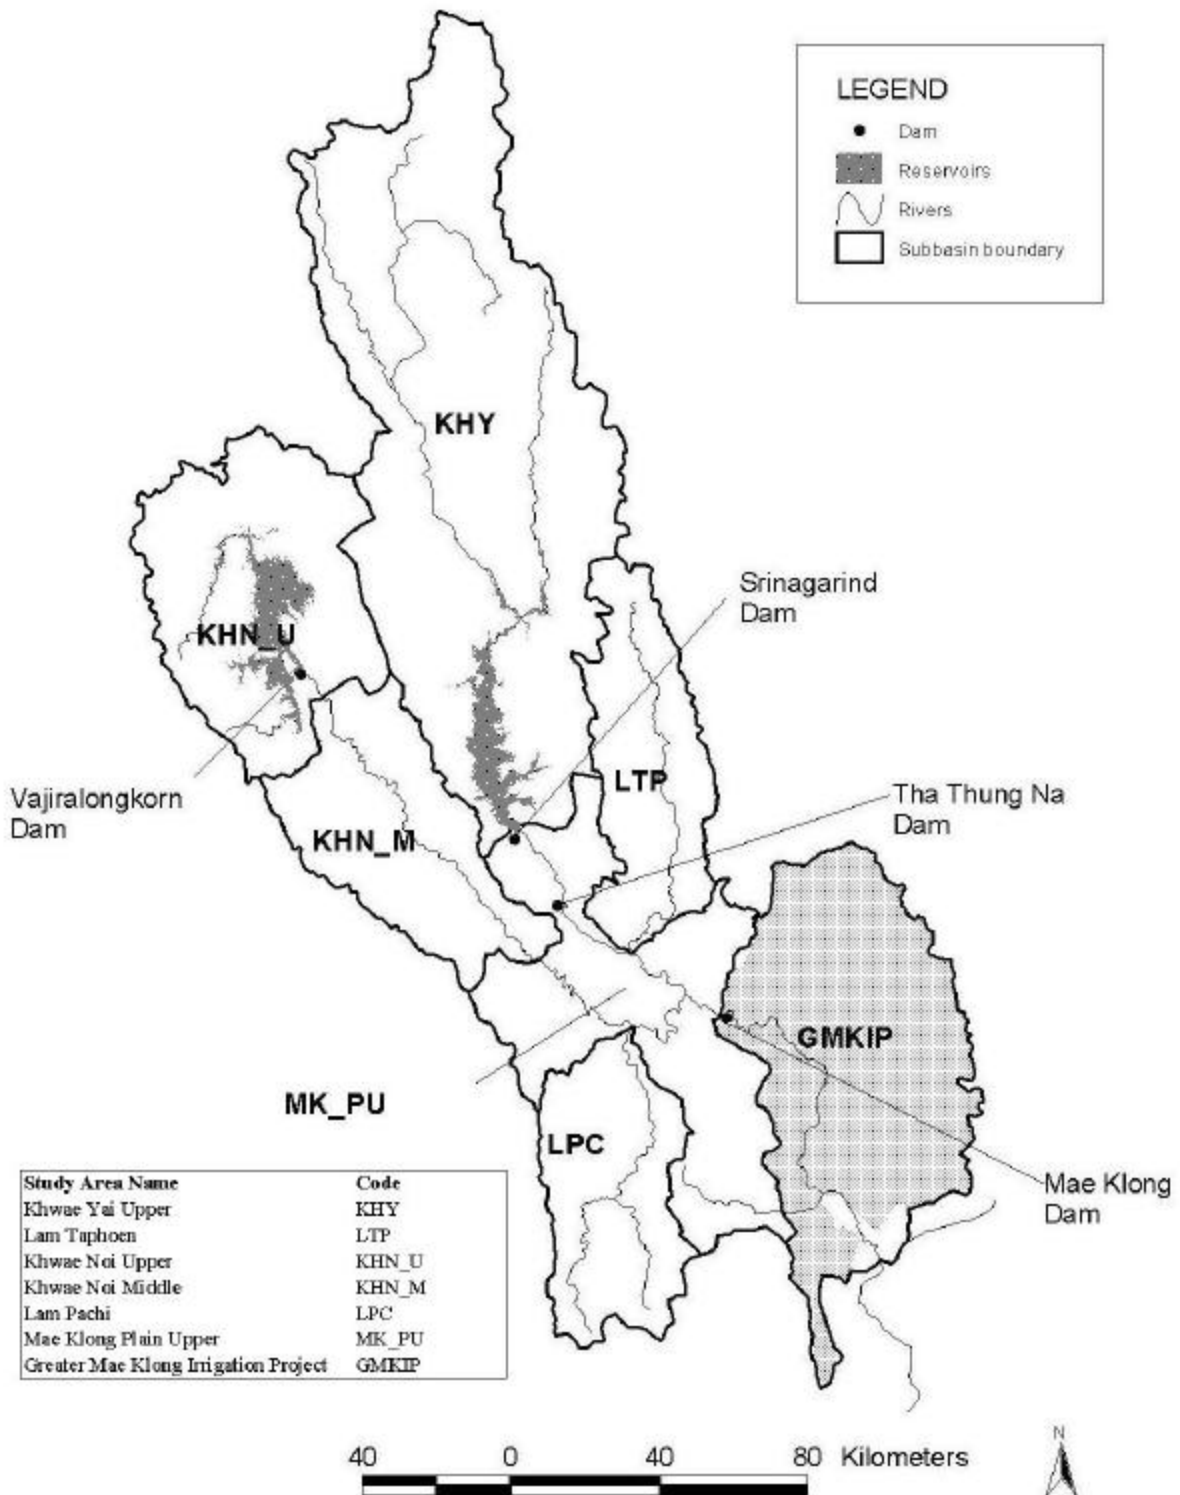 LEGEND
Dam
Reservoirs
Rivers
Subbasin boundary
KHY
Srinagarind
Dam
KHN_U
LTP
Tha Thung Na
Dam
Vajiralongkorn
Dam
KHN_M
GMKIP
MK_PU
LPC
Mae Klong
Dam
Study Area Name Code
Khwae Yai Upper KHY
Lam Taphoen LTP
Khwae Noi Upper KHN_U
Khwae Noi Middle KHN_M
Lam Pachi LPC
Mae Klong Plain Upper MK_PU
Greater Mae Klong Irrigation Project GMKIP
N
40 0 40 80 Kilometers